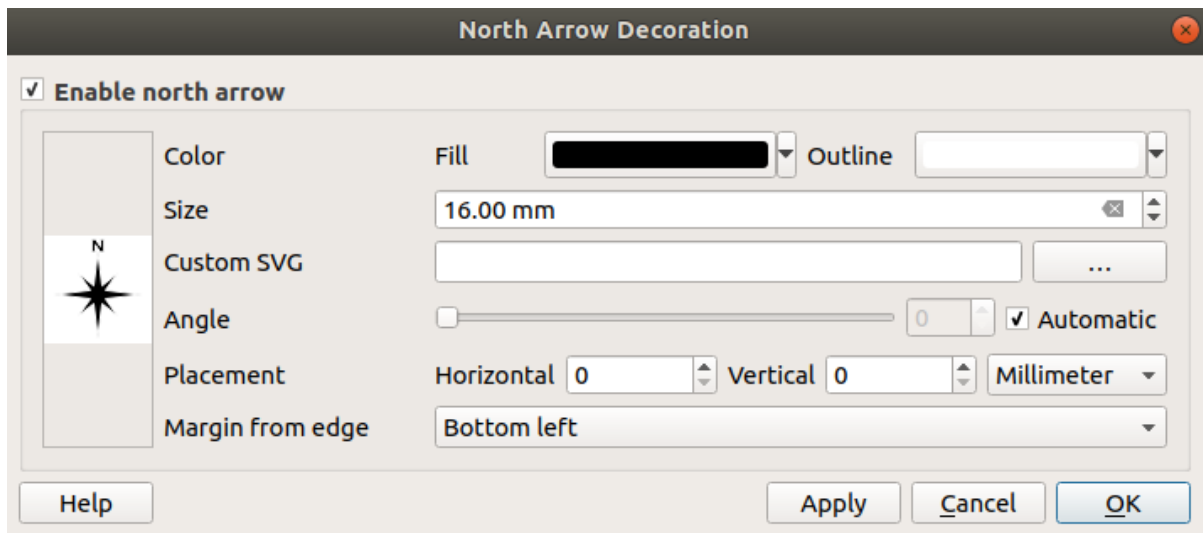 North Arrow Decoration
Enable north arrow
Color Fill Outline
Size 16.00 mm
N
Custom SVG ...
Angle 0 Automatic
Placement Horizontal 0 Vertical 0 Millimeter
Margin from edge Bottom left
Help Apply Cancel OK